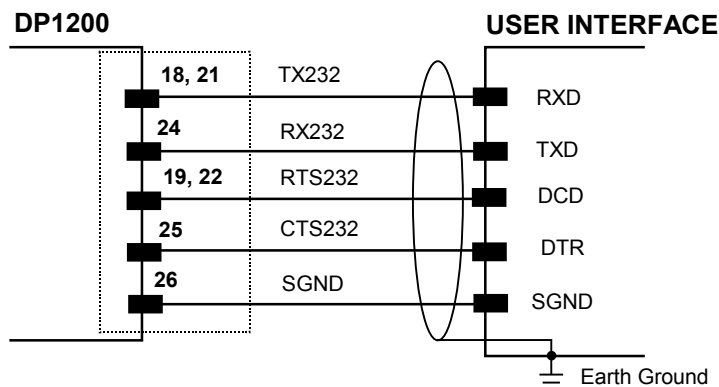 DP1200
USER INTERFACE
18, 21 TX232 RXD
24 RX232 TXD
19, 22 RTS232 DCD
25 CTS232 DTR
26 SGND SGND
Earth Ground